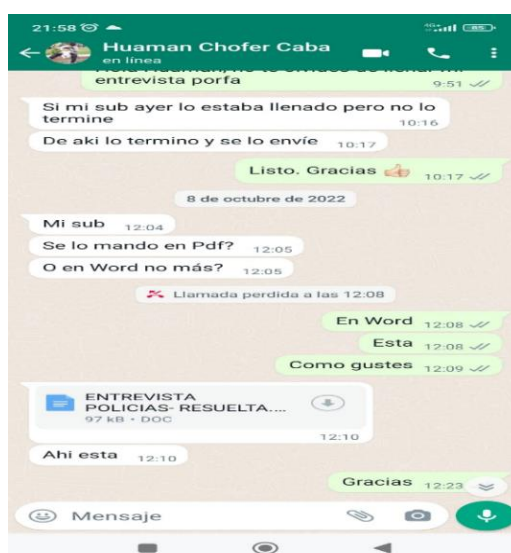 21:58
85
Huaman Chofer Caba
en línea
entrevista porfa
9:51
Si mi sub ayer lo estaba llenado pero no lo
termine
10:16
De aki lo termino y se lo envíe 10:17
Listo. Gracias 👍 10:17
8 de octubre de 2022
Mi sub 12:04
Se lo mando en Pdf? 12:05
O en Word no más? 12:05
Llamada perdida a las 12:08
En Word 12:08
Esta 12:08
Como gustes 12:09
ENTREVISTA
POLICIAS- RESUELTA....
97 kB • DOC
12:10
Ahi esta 12:10
Gracias 12:23
Mensaje